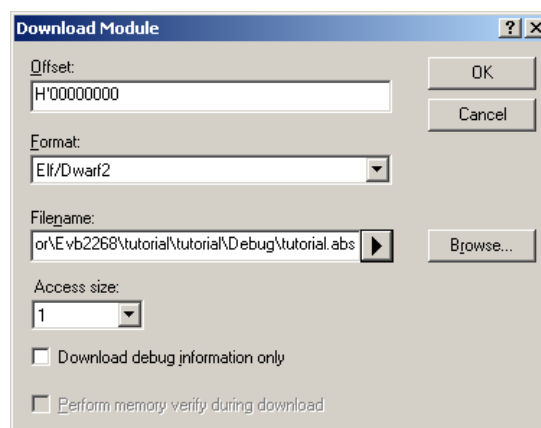 Download Module
Offset:
OK
H'00000000
Cancel
Format:
Elf/Dwarf2
Filename:
or\Evb2268\tutorial\tutorial\Debug\tutorial.abs
Browse...
Access size:
1
Download debug information only
Perform memory verify during download